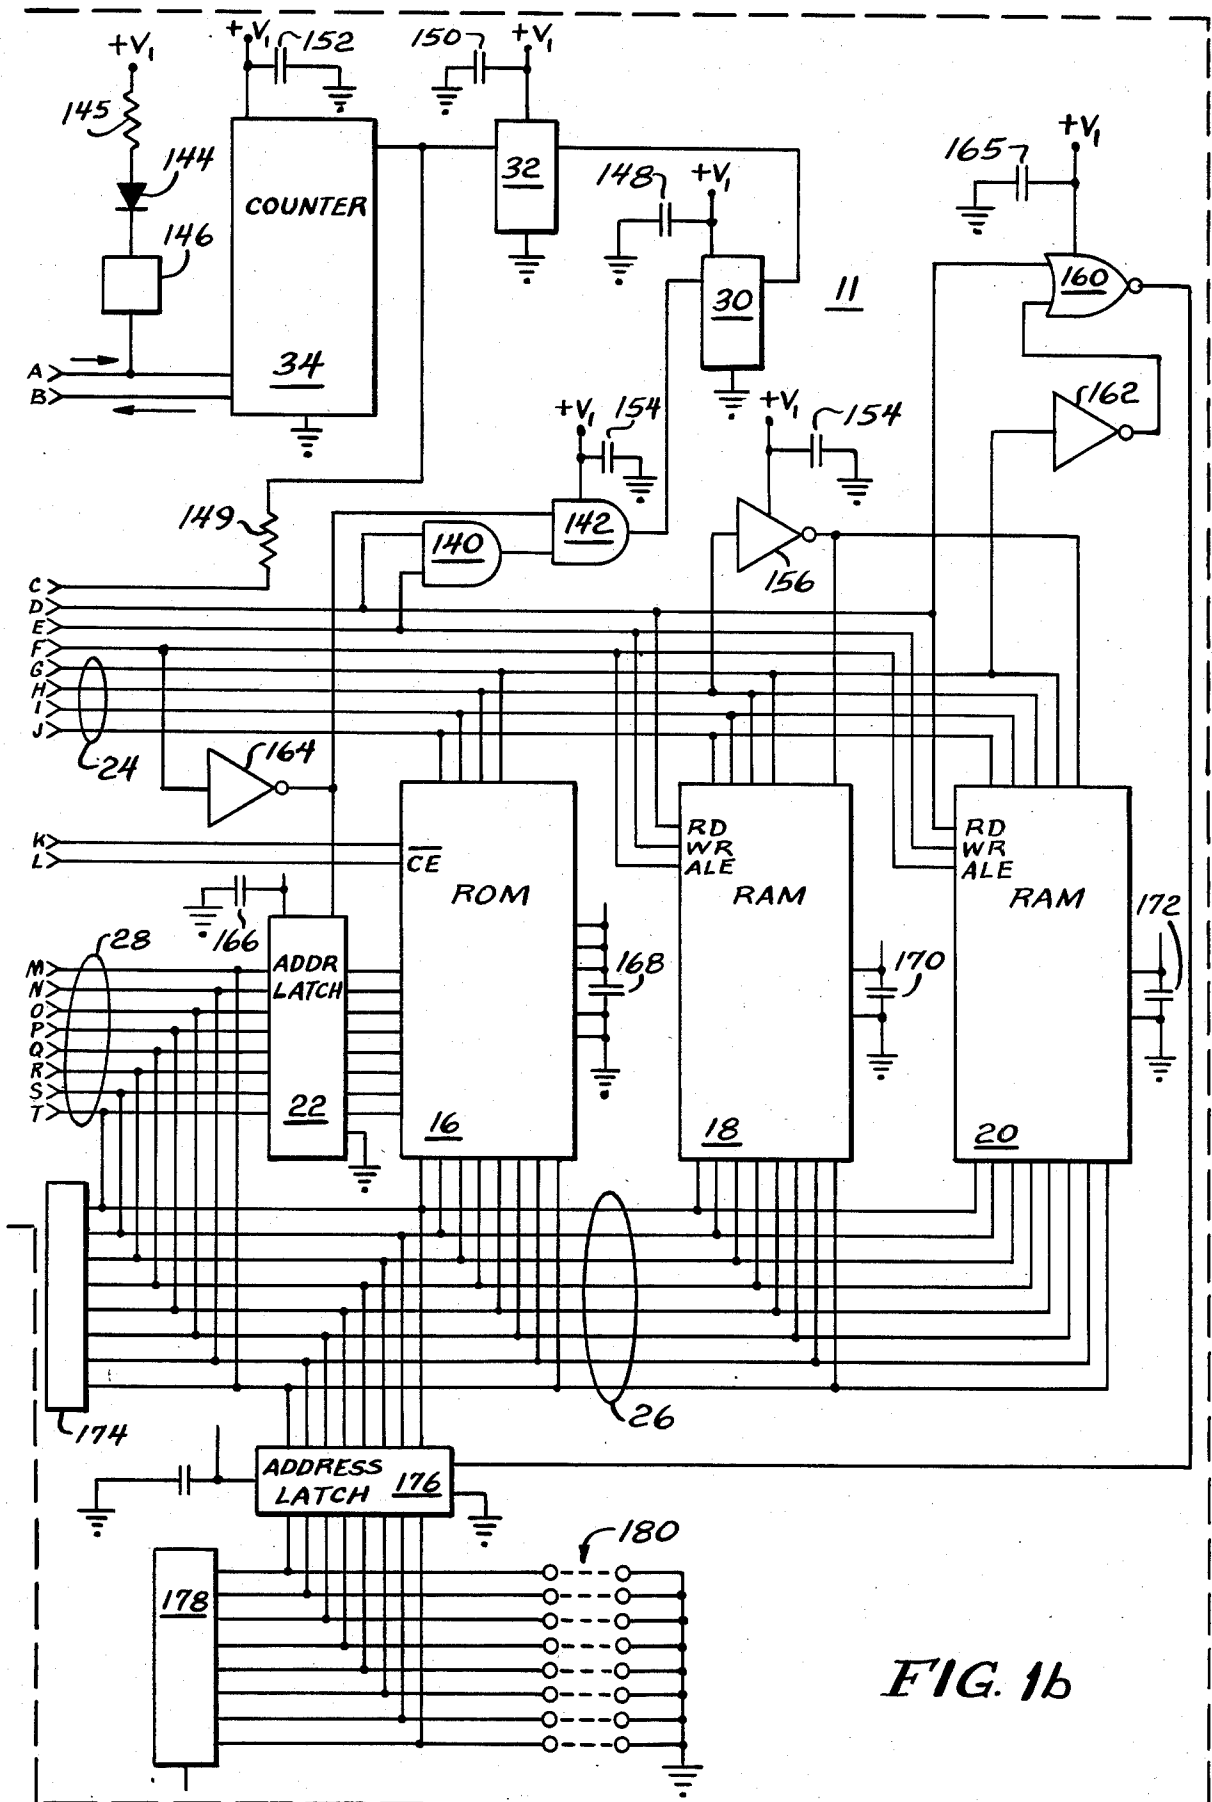 +V₁
152
150
+V₁
+V₁
145
144
COUNTER
32
148
+V₁
165
+V₁
146
160
30
11
34
A
B
+V₁
154
+V₁
154
162
149
140
142
156
C
D
E
F
G
H
I
J
24
164
K
L
CE
ROM
RD
WR
ALE
RAM
RD
WR
ALE
RAM
172
166
28
ADDR
LATCH
168
170
M
N
O
P
Q
R
S
T
22
16
18
20
174
26
ADDRESS
LATCH
176
180
178
FIG. 1b